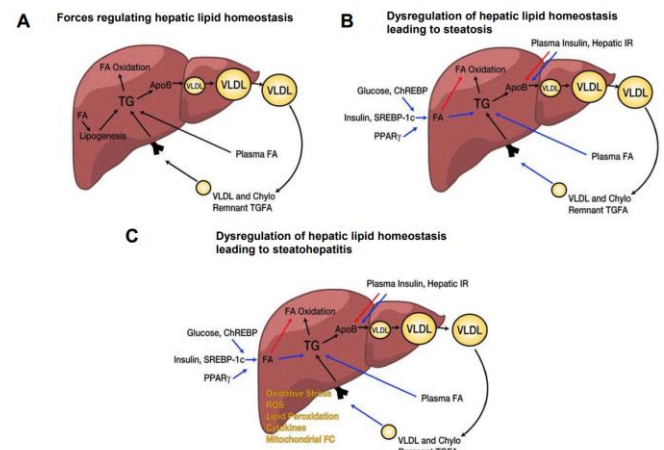 A
Forces regulating hepatic lipid homeostasis
FA Oxidation
ApoB
VLDL
VLDL
VLDL
TG
FA
Lipogenesis
Plasma FA
VLDL and Chylo
Remnant TGFA
B
Dysregulation of hepatic lipid homeostasis
leading to steatosis
Plasma Insulin, Hepatic IR
FA Oxidation
ApoB
VLDL
VLDL
VLDL
Glucose, ChREBP
TG
Insulin, SREBP-1c
FA
PPARγ
Plasma FA
VLDL and Chylo
Remnant TGFA
C
Dysregulation of hepatic lipid homeostasis
leading to steatohepatitis
Plasma Insulin, Hepatic IR
FA Oxidation
ApoB
VLDL
VLDL
VLDL
Glucose, ChREBP
TG
Insulin, SREBP-1c
FA
PPARγ
Oxidative Stress
ROS
Lipid Peroxidation
Cytokines
Mitochondrial FC
Plasma FA
VLDL and Chylo
Remnant TGFA